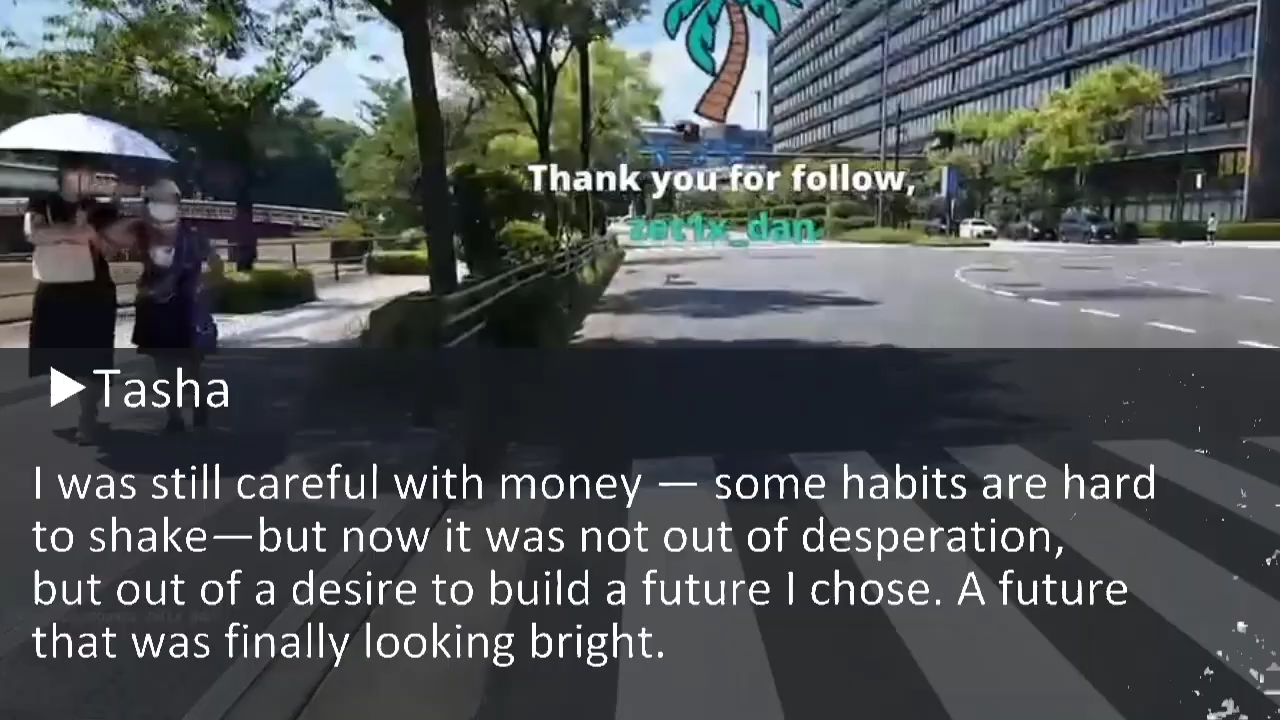 Thank you for follow,
zet1x_dan
▶Tasha
I was still careful with money — some habits are hard
to shake—but now it was not out of desperation,
but out of a desire to build a future I chose. A future
that was finally looking bright.